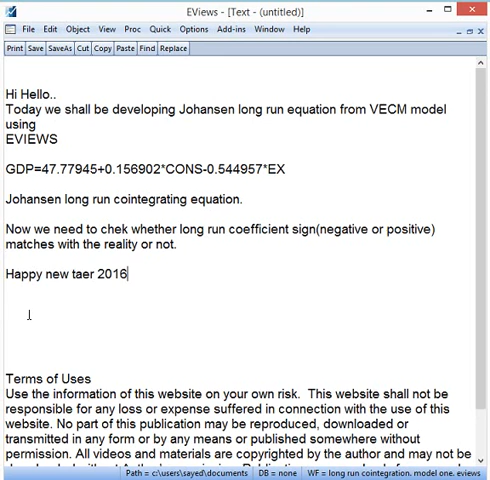 EViews - [Text - (untitled)]
File Edit Object View Proc Quick Options Add-ins Window Help
Print Save SaveAs Cut Copy Paste Find Replace
Hi Hello..
Today we shall be developing Johansen long run equation from VECM model
using
EVIEWS
GDP=47.77945+0.156902*CONS-0.544957*EX
Johansen long run cointegrating equation.
Now we need to chek whether long run coefficient sign(negative or positive)
matches with the reality or not.
Happy new taer 2016
Terms of Uses
Use the information of this website on your own risk. This website shall not be
responsible for any loss or expense suffered in connection with the use of this
website. No part of this publication may be reproduced, downloaded or
transmitted in any form or by any means or published somewhere without
permission. All videos and materials are copyrighted by the author and may not be
Path = c:\users\sayed\documents DB = none WF = long run cointegration. model one. eviews